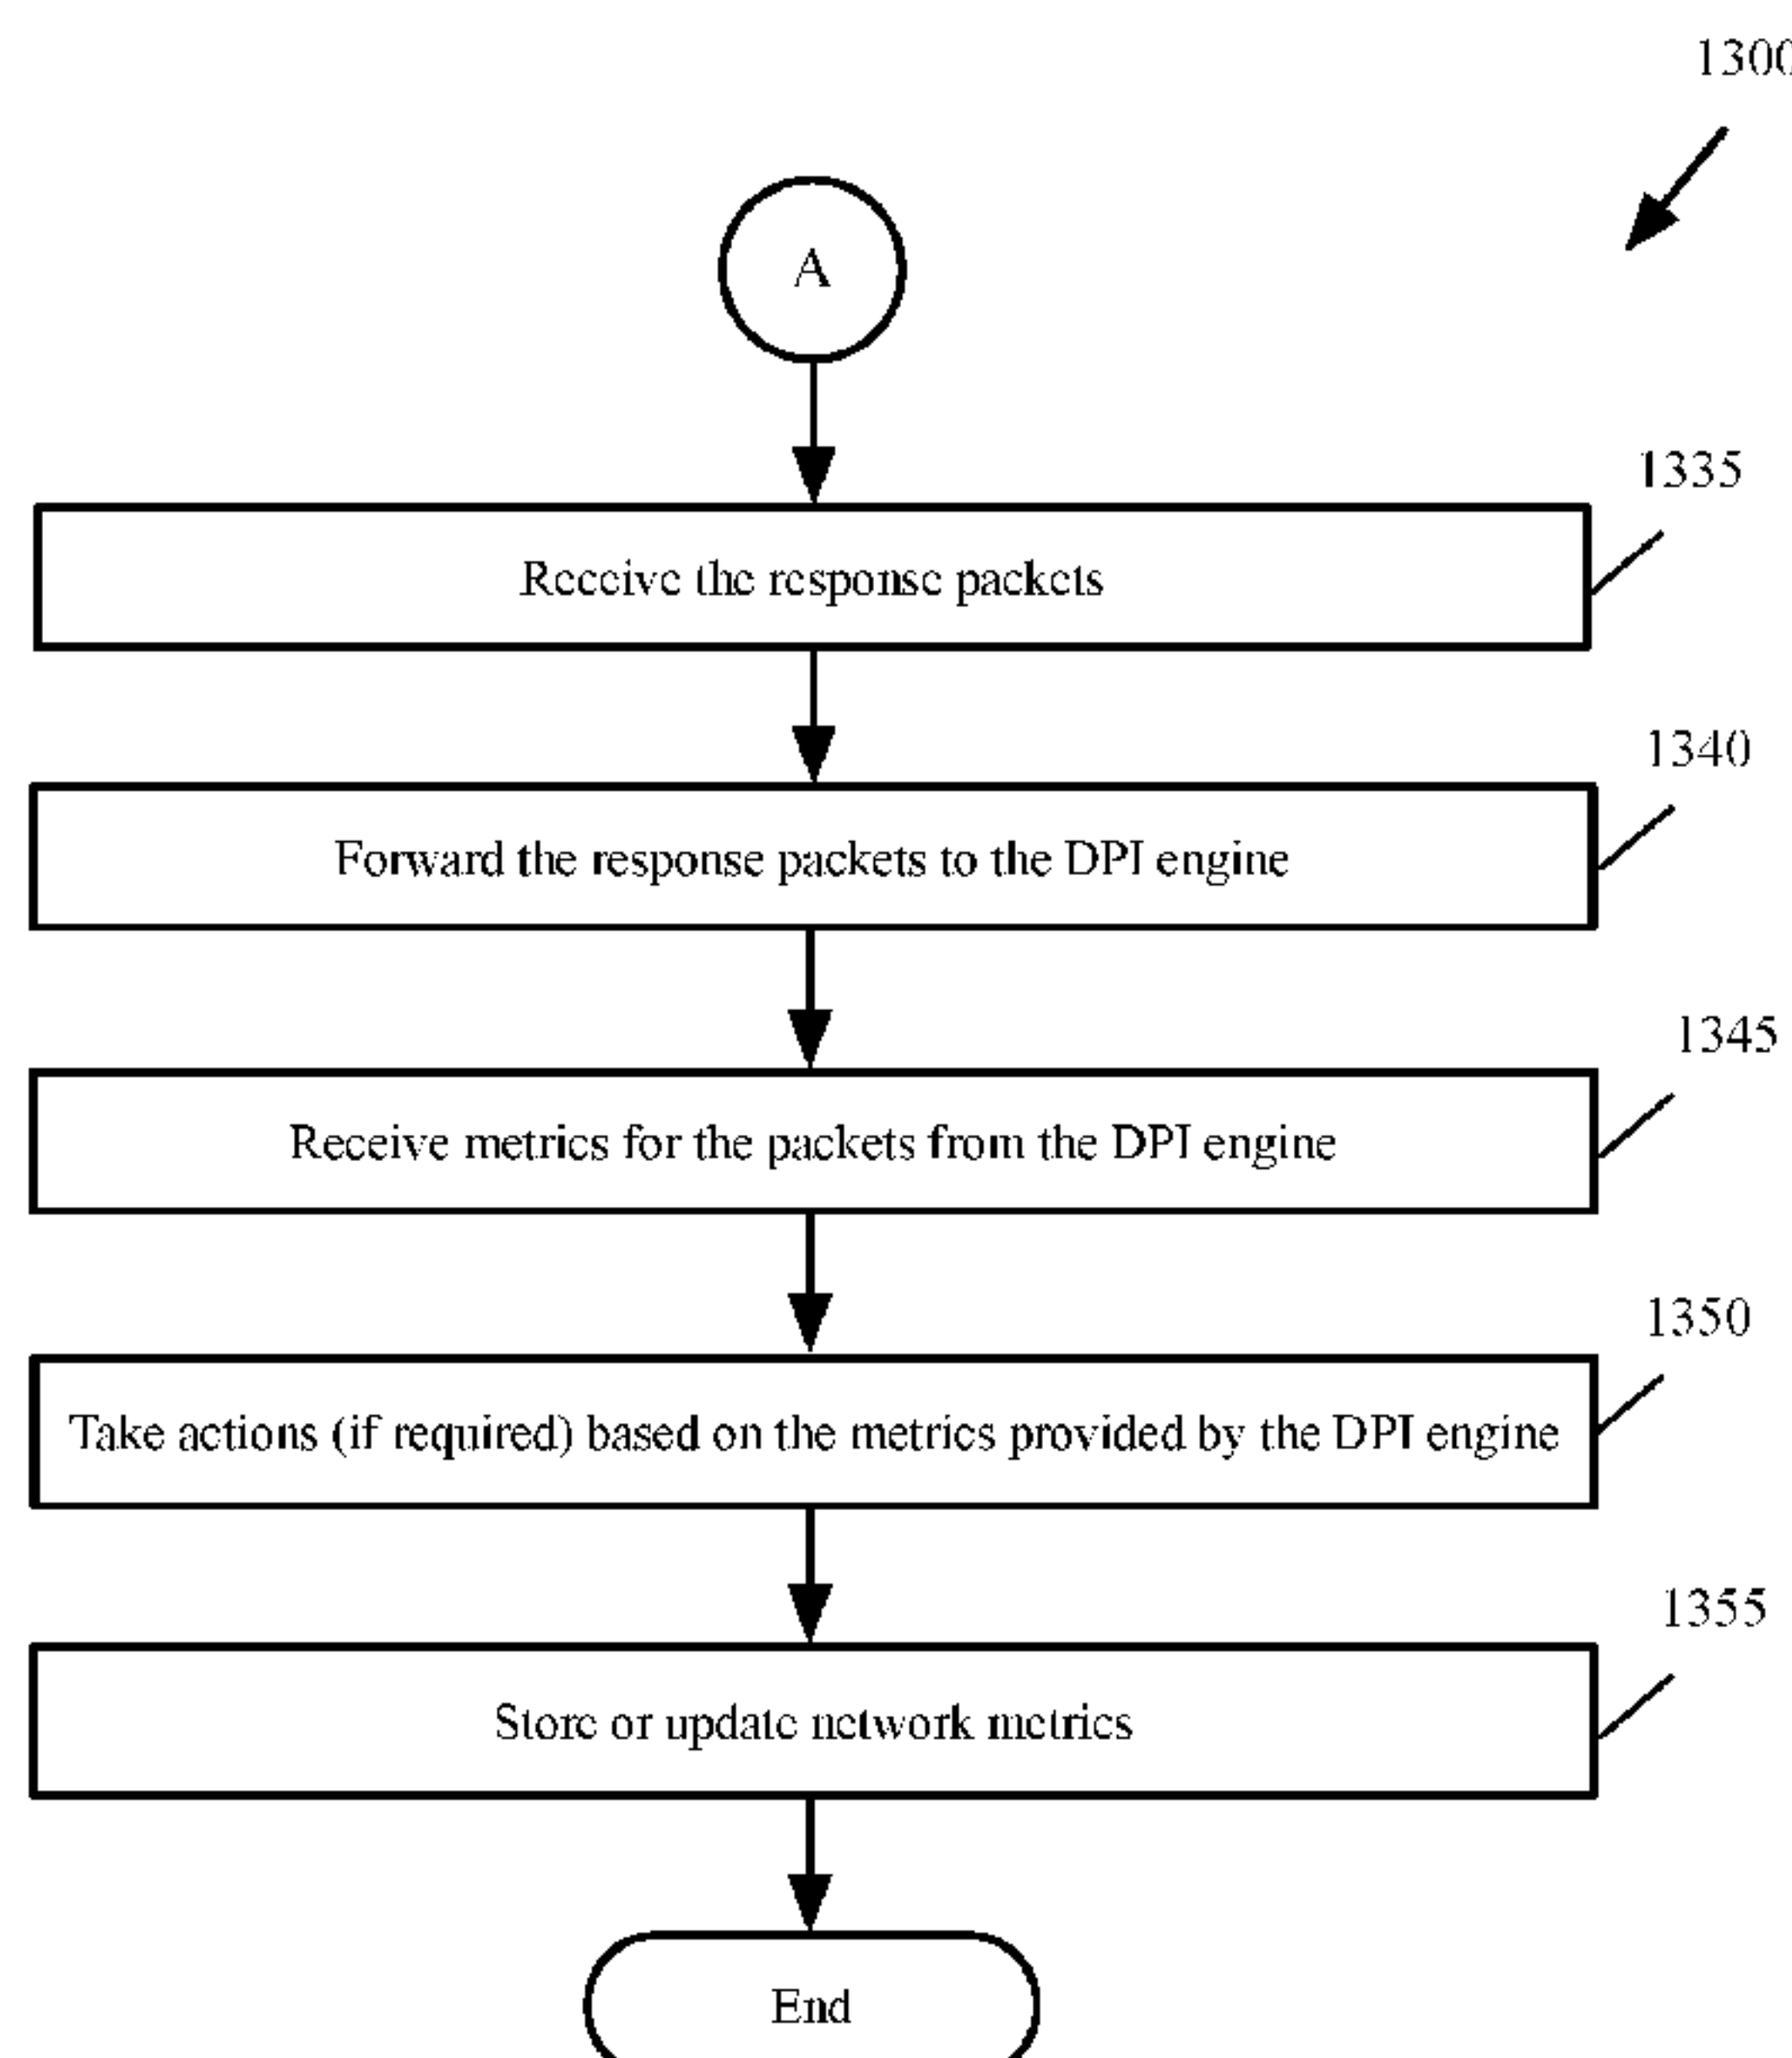 1300
A
1335
Receive the response packets
1340
Forward the response packets to the DPI engine
1345
Receive metrics for the packets from the DPI engine
1350
Take actions (if required) based on the metrics provided by the DPI engine
1355
Store or update network metrics
End